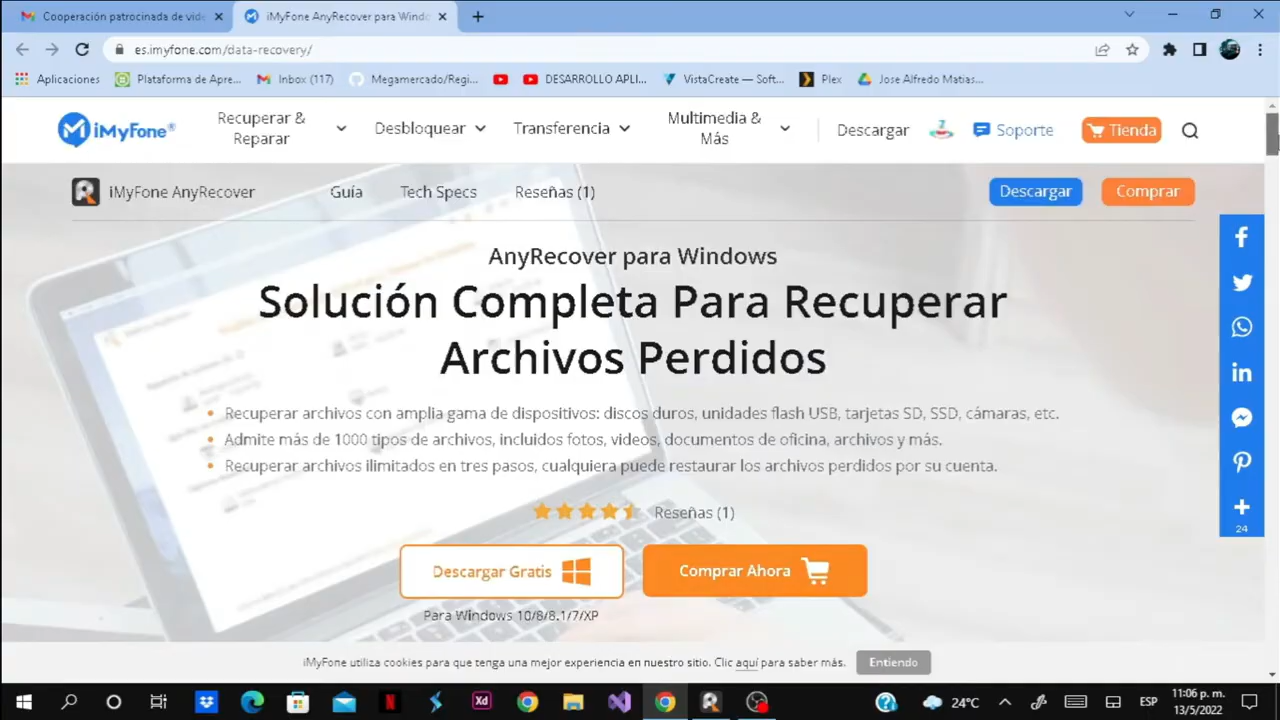 Cooperación patrocinada de vide
iMyFone AnyRecover para Windo
es.imyfone.com/data-recovery/
Aplicaciones
Plataforma de Apre...
Inbox (117)
Megamercado/Regi...
DESARROLLO APLI...
VistaCreate — Soft...
Plex
Jose Alfredo Matias...
iMyFone®
Recuperar &
Reparar
Desbloquear
Transferencia
Multimedia &
Más
Descargar
Soporte
Tienda
iMyFone AnyRecover
Guía
Tech Specs
Reseñas (1)
Descargar
Comprar
AnyRecover para Windows
Solución Completa Para Recuperar
Archivos Perdidos
• Recuperar archivos con amplia gama de dispositivos: discos duros, unidades flash USB, tarjetas SD, SSD, cámaras, etc.
• Admite más de 1000 tipos de archivos, incluidos fotos, videos, documentos de oficina, archivos y más.
• Recuperar archivos ilimitados en tres pasos, cualquiera puede restaurar los archivos perdidos por su cuenta.
Reseñas (1)
24
Descargar Gratis
Comprar Ahora
Para Windows 10/8/8.1/7/XP
iMyFone utiliza cookies para que tenga una mejor experiencia en nuestro sitio. Clic aquí para saber más.
Entiendo
Xd
24°C
ESP
11:06 p. m.
13/5/2022